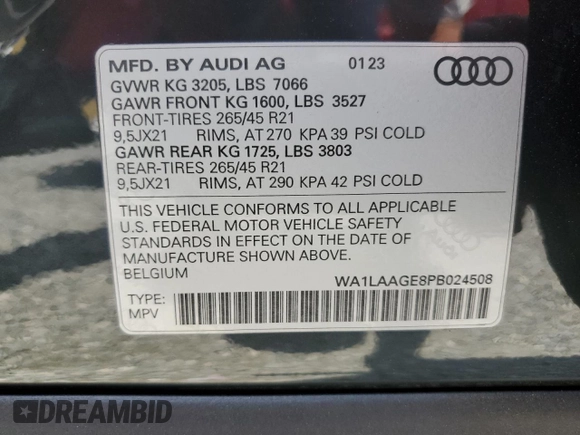 MFD. BY AUDI AG 01 23
GVWR KG 3205, LBS 7066
GAWR FRONT KG 1600, LBS 3527
FRONT-TIRES 265/45 R21
9,5JX21 RIMS, AT 270 KPA 39 PSI COLD
GAWR REAR KG 1725, LBS 3803
REAR-TIRES 265/45 R21
9,5JX21 RIMS, AT 290 KPA 42 PSI COLD
THIS VEHICLE CONFORMS TO ALL APPLICABLE
U.S. FEDERAL MOTOR VEHICLE SAFETY
STANDARDS IN EFFECT ON THE DATE OF
MANUFACTURE SHOWN ABOVE.
BELGIUM
WA1LAAGE8PB024508
TYPE:
MPV
DREAMBID